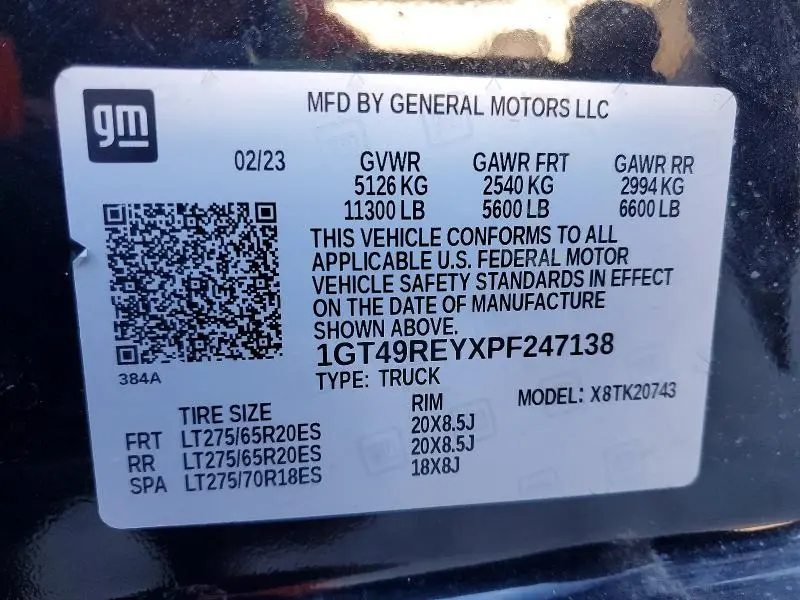 gm
MFD BY GENERAL MOTORS LLC
02/23 GVWR GAWR FRT GAWR RR
5126 KG 2540 KG 2994 KG
11300 LB 5600 LB 6600 LB
THIS VEHICLE CONFORMS TO ALL
APPLICABLE U.S. FEDERAL MOTOR
VEHICLE SAFETY STANDARDS IN EFFECT
ON THE DATE OF MANUFACTURE
SHOWN ABOVE.
1GT49REYXPF247138
384A
TYPE: TRUCK
MODEL: X8TK20743
TIRE SIZE RIM
FRT LT275/65R20ES 20X8.5J
RR LT275/65R20ES 20X8.5J
SPA LT275/70R18ES 18X8J